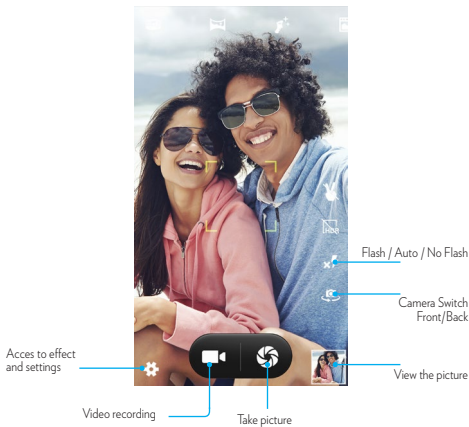 HDR
Flash / Auto / No Flash
Camera Switch
Front/Back
Acces to effect
and settings
View the picture
Video recording
Take picture